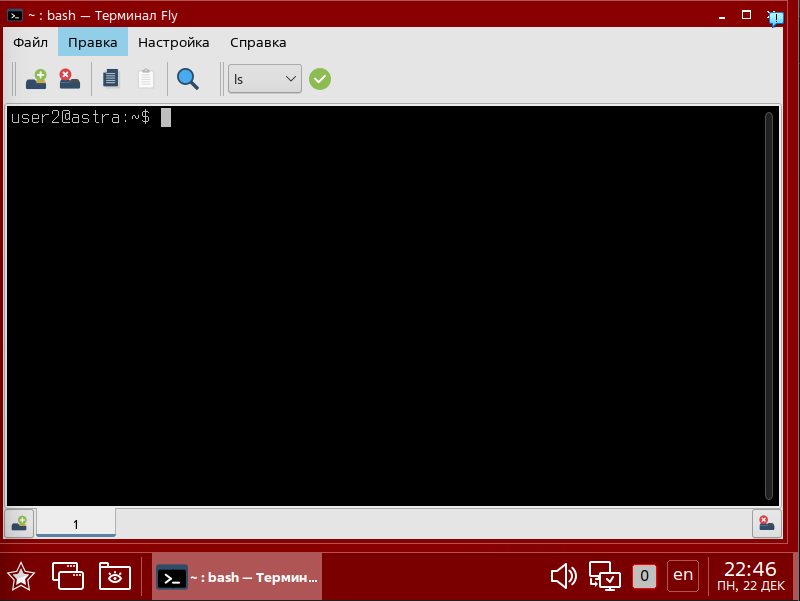 ~ : bash — Терминал Fly
Файл Правка Настройка Справка
ls
user2@astra:~$
1
~ : bash — Термин...
0
en
22:46
ПН, 22 ДЕК